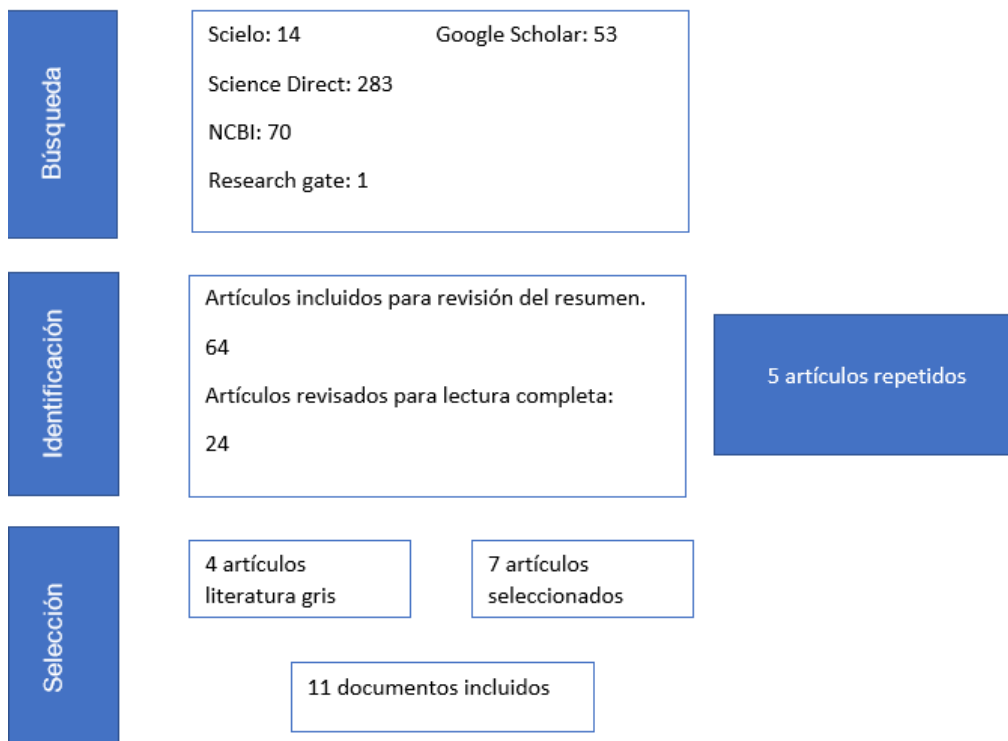 Búsqueda
Scielo: 14 Google Scholar: 53
Science Direct: 283
NCBI: 70
Research gate: 1
Identificación
Artículos incluidos para revisión del resumen.
64
Artículos revisados para lectura completa:
24
5 artículos repetidos
Selección
4 artículos
literatura gris
7 artículos
seleccionados
11 documentos incluidos